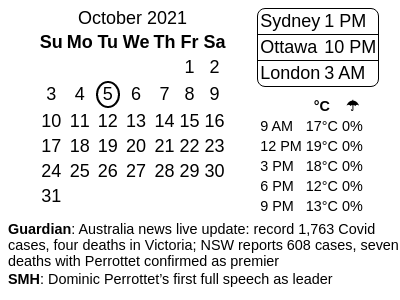 October 2021
Su Mo Tu We Th Fr Sa
1 2
3 4 5 6 7 8 9
10 11 12 13 14 15 16
17 18 19 20 21 22 23
24 25 26 27 28 29 30
31
Sydney 1 PM
Ottawa 10 PM
London 3 AM
°C ☂
9 AM 17°C 0%
12 PM 19°C 0%
3 PM 18°C 0%
6 PM 12°C 0%
9 PM 13°C 0%
Guardian: Australia news live update: record 1,763 Covid
cases, four deaths in Victoria; NSW reports 608 cases, seven
deaths with Perrottet confirmed as premier
SMH: Dominic Perrottet’s first full speech as leader